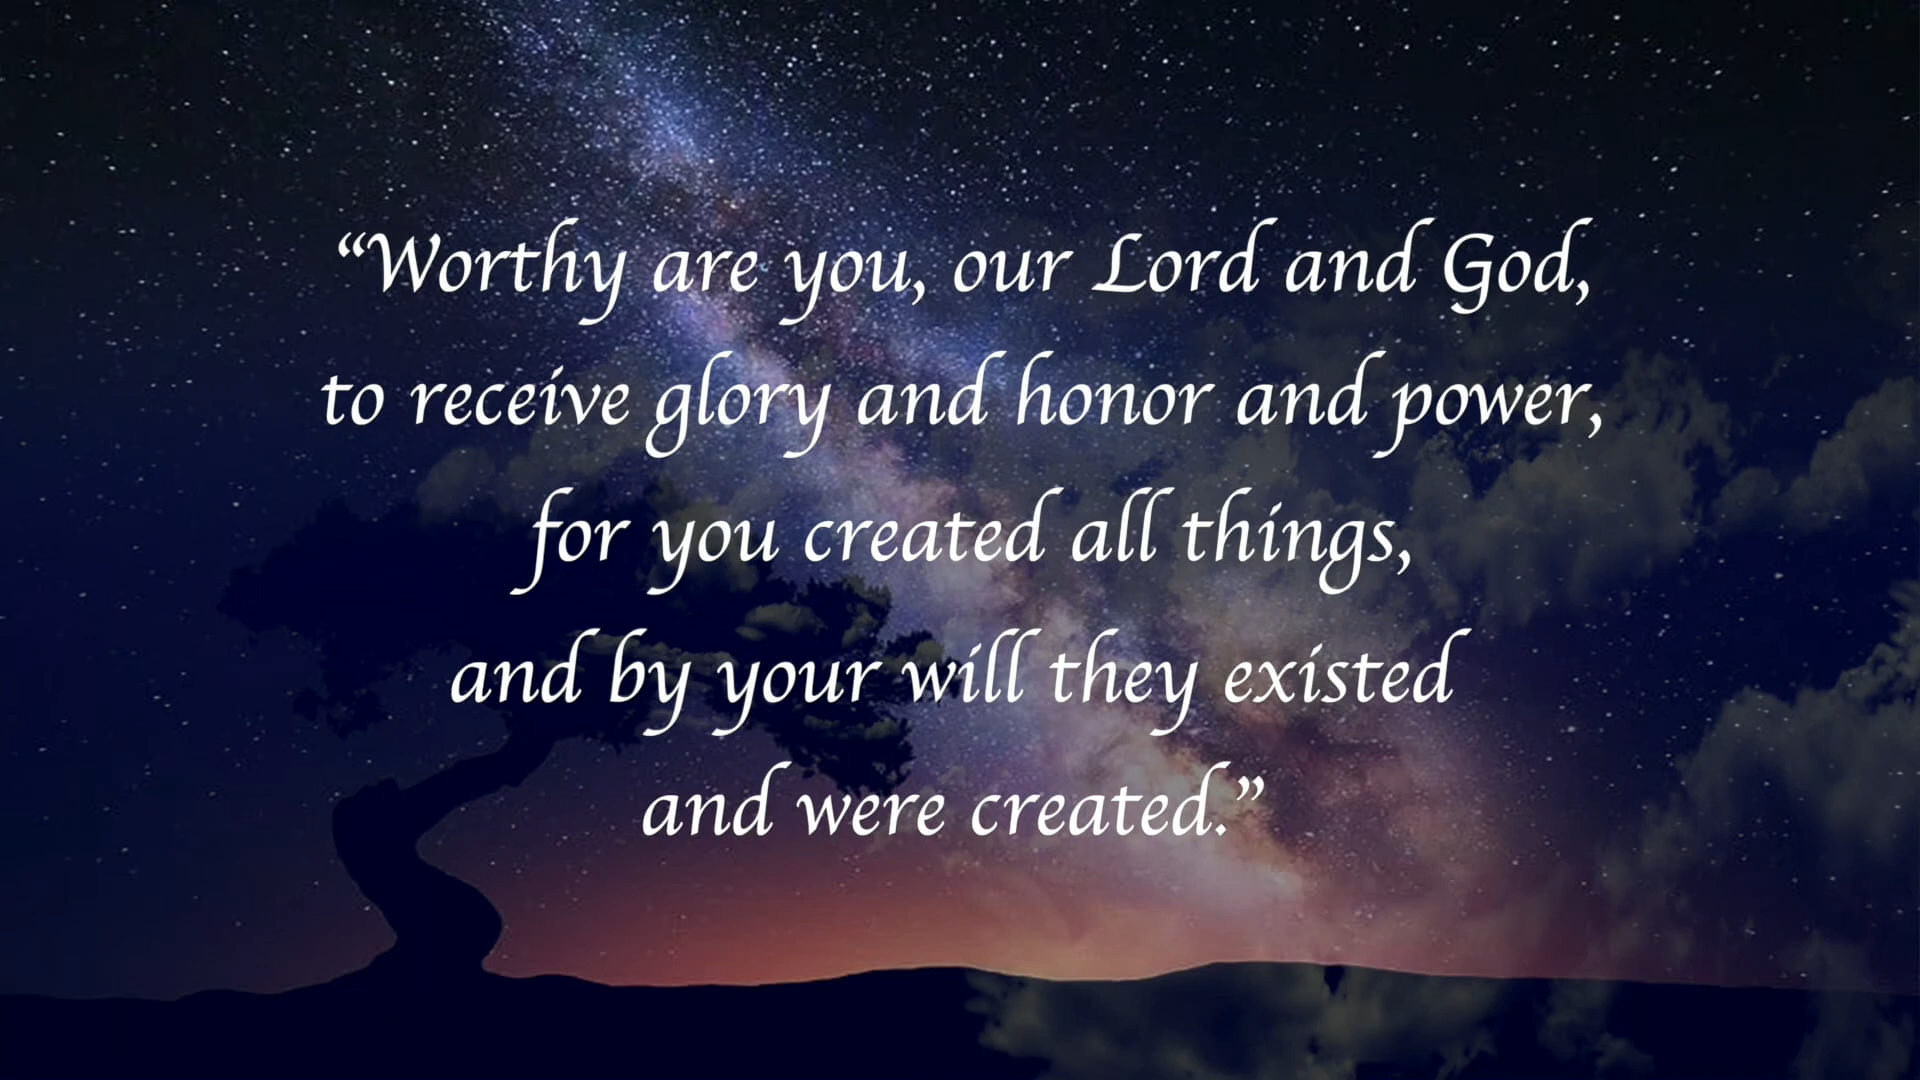 “Worthy are you, our Lord and God,
to receive glory and honor and power,
for you created all things,
and by your will they existed
and were created.”